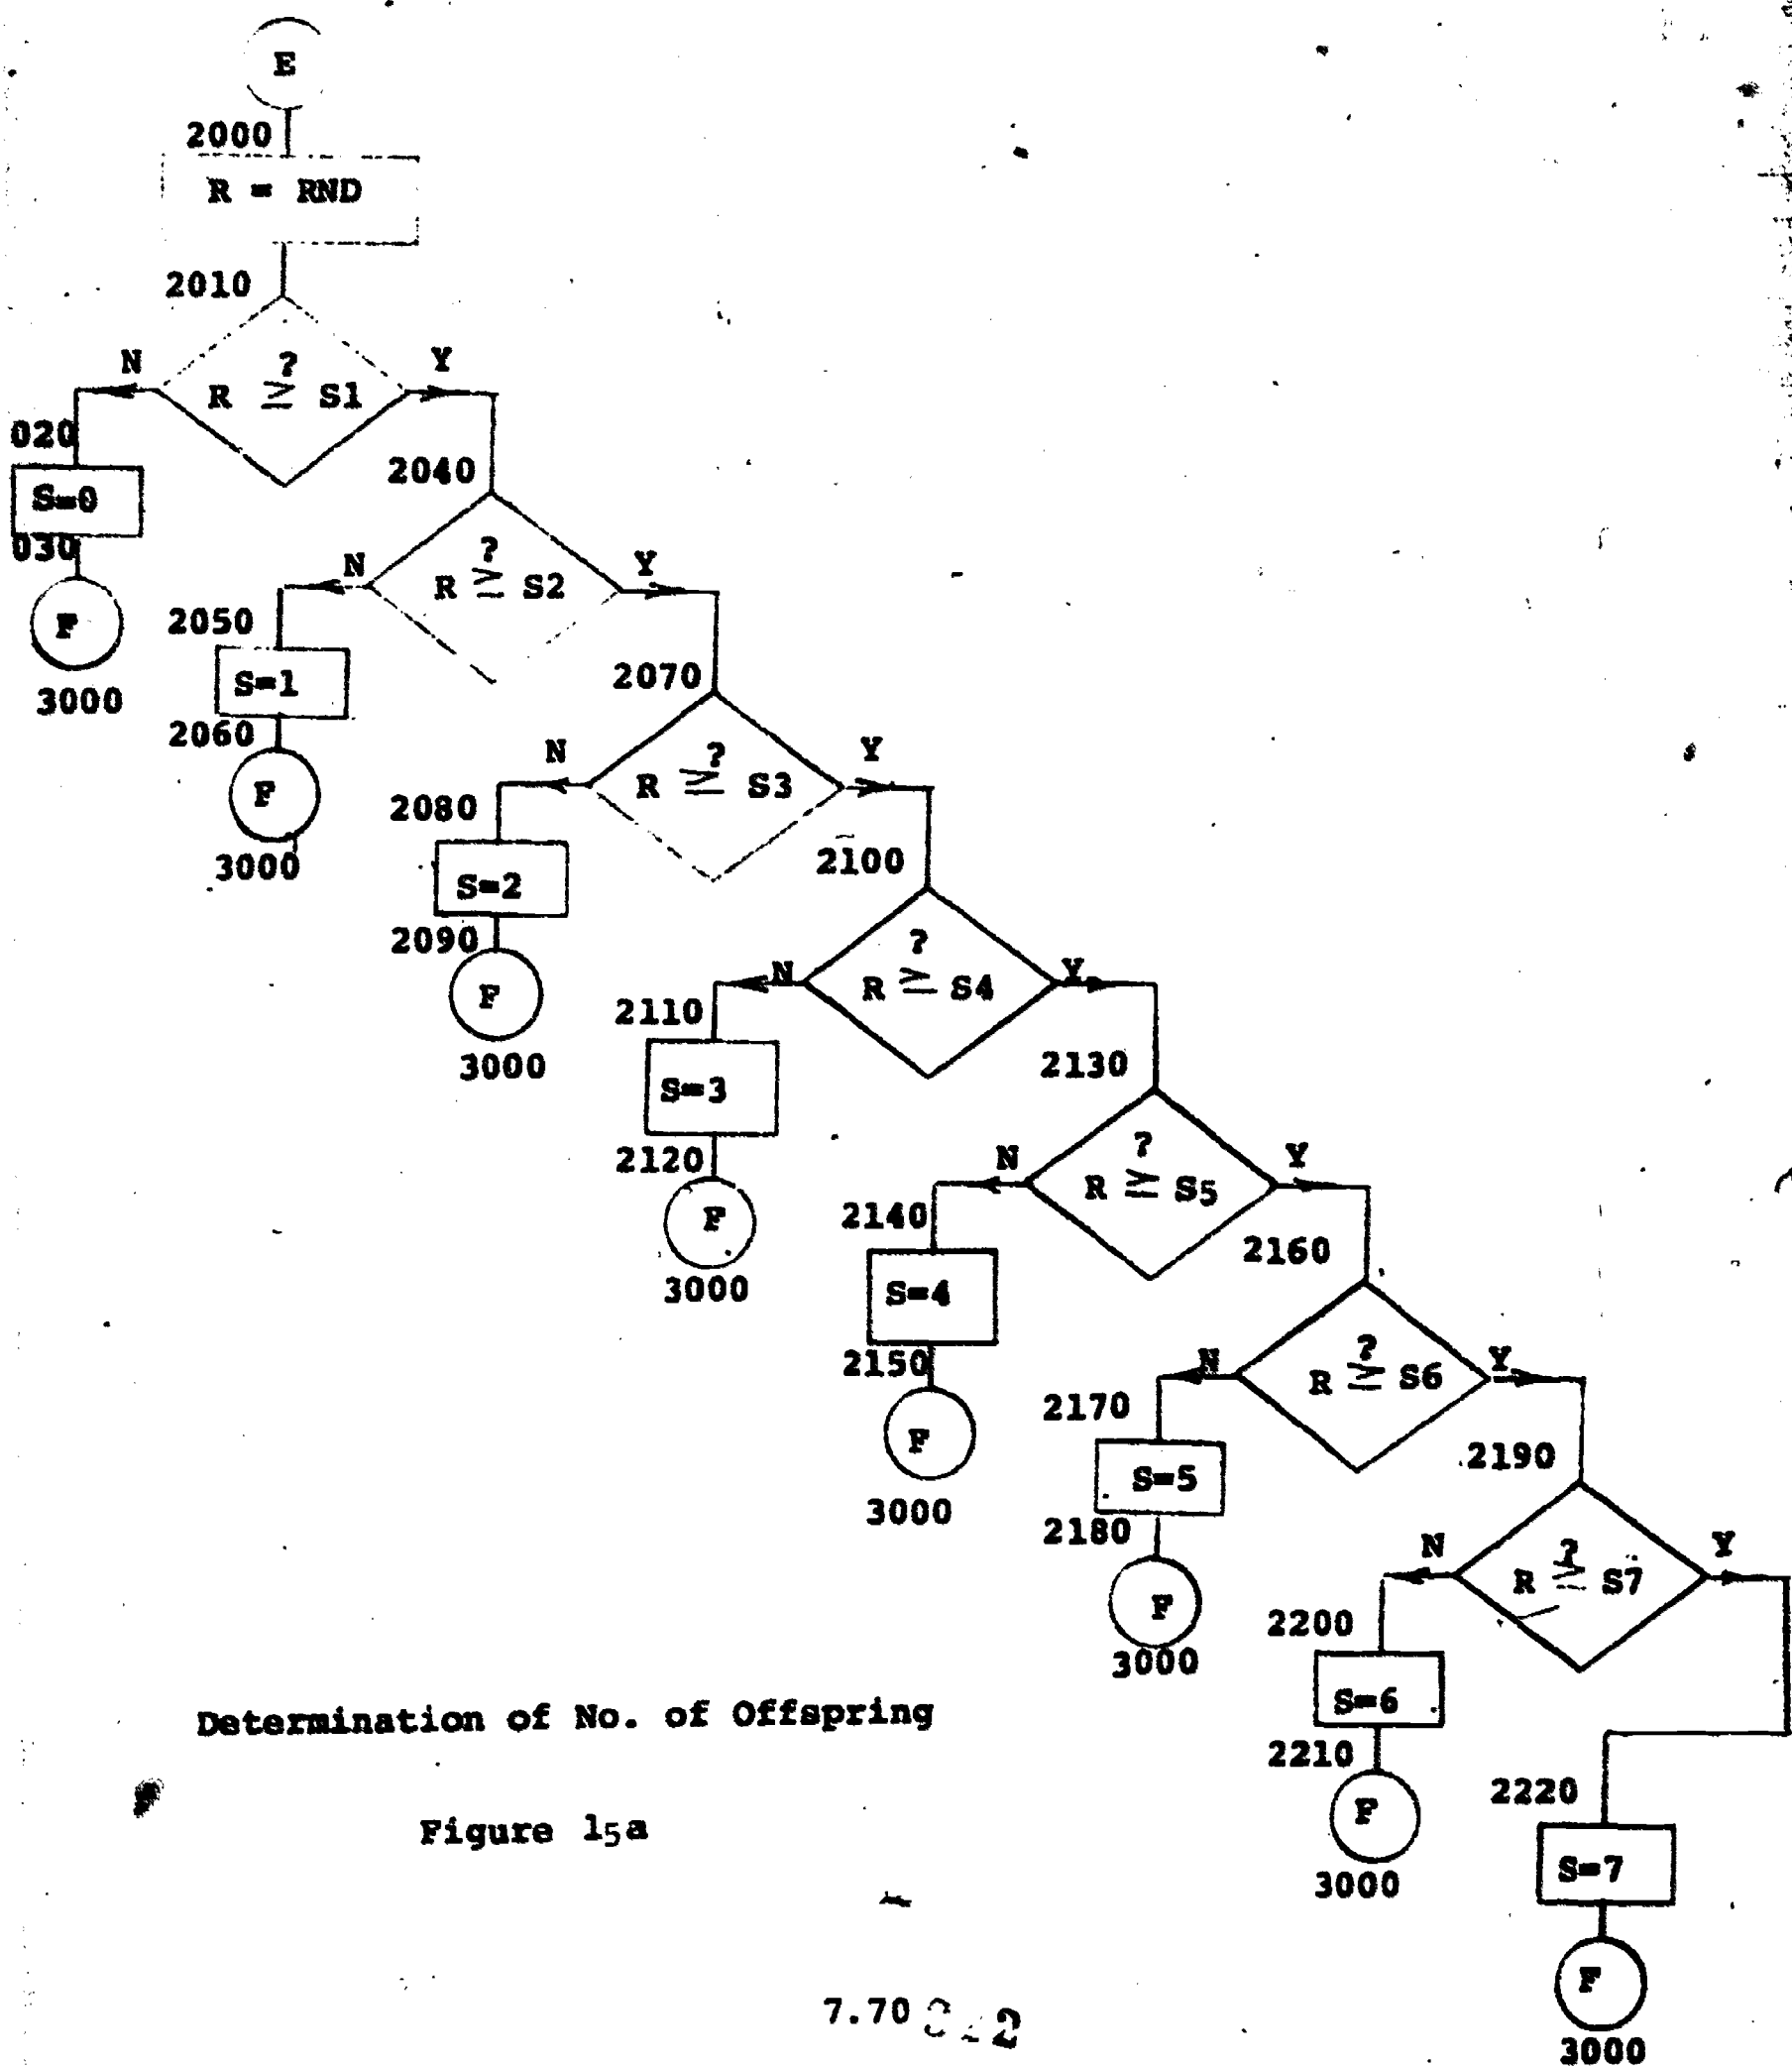 E
2000
R = RND
2010
?
R ≥ S1
N
Y
020
S=0
030
F
3000
2040
?
R ≥ S2
N
Y
2050
S=1
2060
F
3000
2070
?
R ≥ S3
N
Y
2080
S=2
2090
F
3000
2100
?
R ≥ S4
N
Y
2110
S=3
2120
F
3000
2130
?
R ≥ S5
N
Y
2140
S=4
2150
F
3000
2160
?
R ≥ S6
N
Y
2170
S=5
2180
F
3000
2190
?
R ≥ S7
N
Y
2200
S=6
2210
F
3000
2220
S=7
F
3000
Determination of No. of Offspring
Figure 15a
7.70